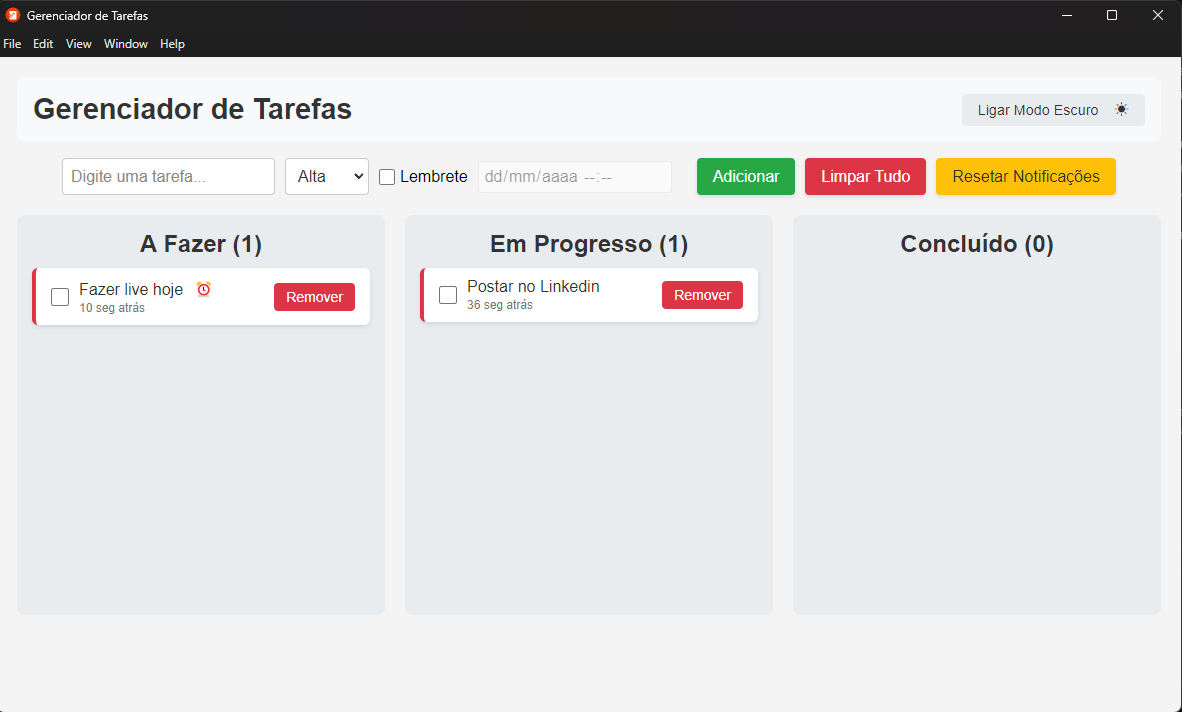 Gerenciador de Tarefas
File Edit View Window Help
Gerenciador de Tarefas
Ligar Modo Escuro
Digite uma tarefa... Alta Lembrete dd/mm/aaaa --:-- Adicionar Limpar Tudo Resetar Notificações
A Fazer (1)
Fazer live hoje
10 seg atrás
Remover
Em Progresso (1)
Postar no Linkedin
36 seg atrás
Remover
Concluído (0)